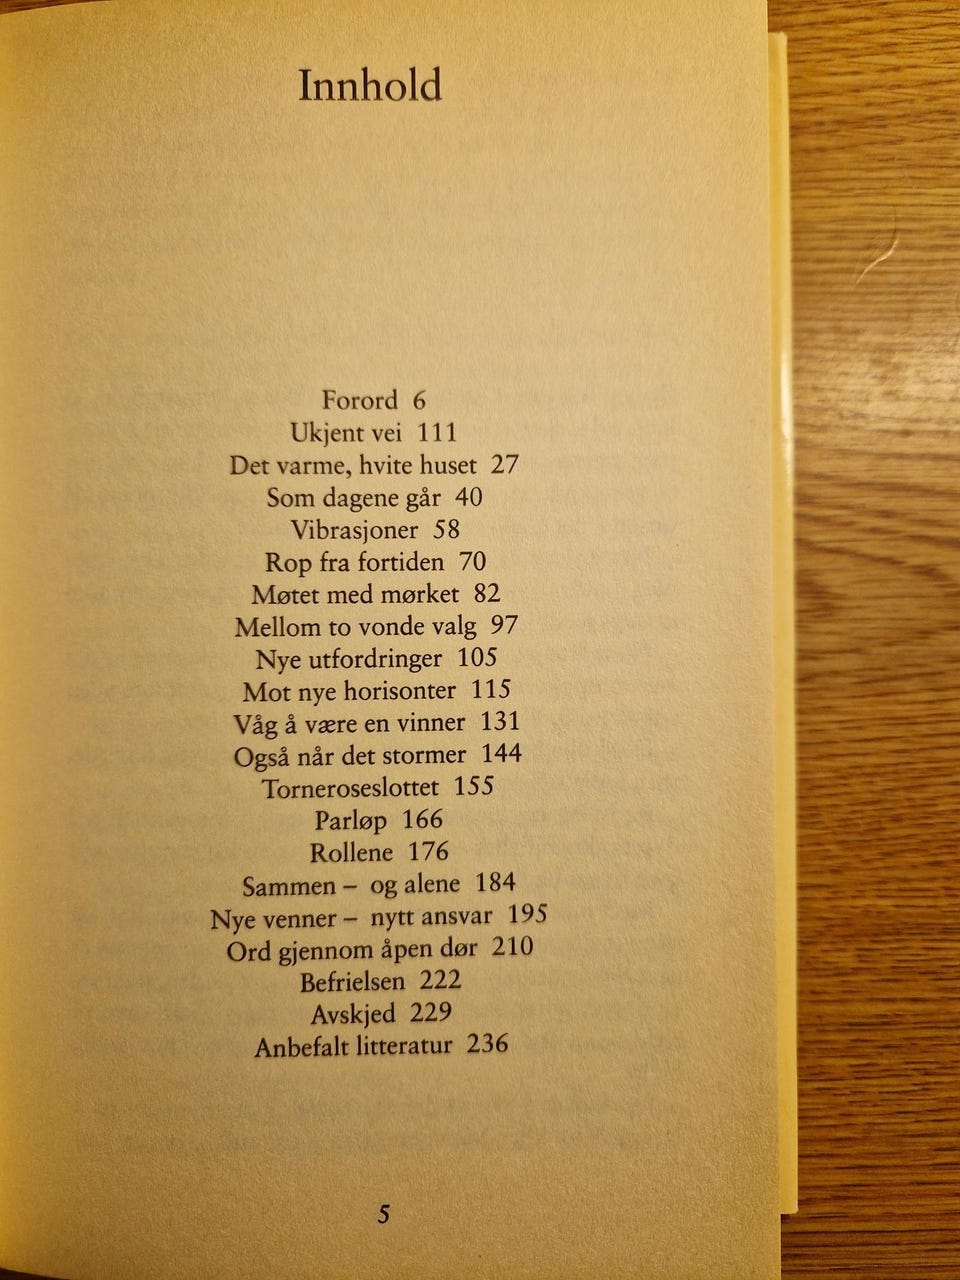 Innhold
Forord 6
Ukjent vei 111
Det varme, hvite huset 27
Som dagene går 40
Vibrasjoner 58
Rop fra fortiden 70
Møtet med mørket 82
Mellom to vonde valg 97
Nye utfordringer 105
Mot nye horisonter 115
Våg å være en vinner 131
Også når det stormer 144
Torneroseslottet 155
Parløp 166
Rollene 176
Sammen – og alene 184
Nye venner – nytt ansvar 195
Ord gjennom åpen dør 210
Befrielsen 222
Avskjed 229
Anbefalt litteratur 236
5